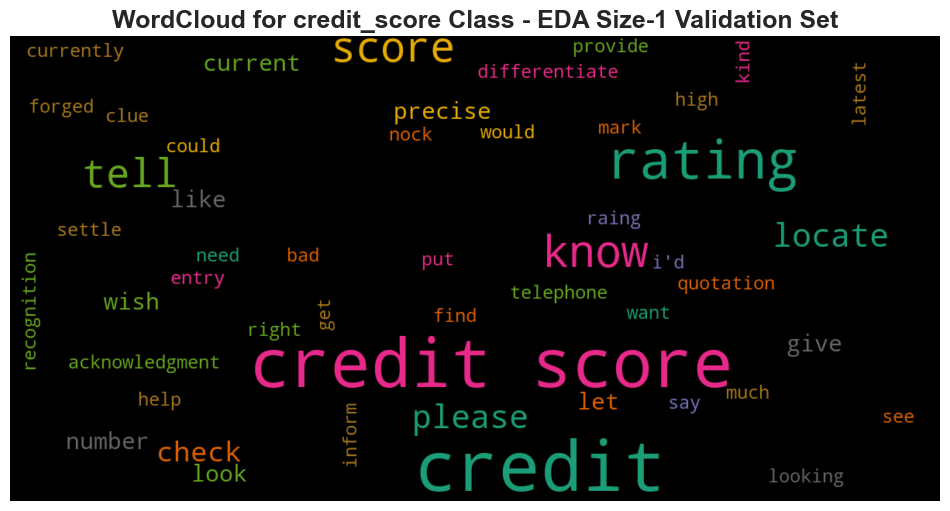 WordCloud for credit_score Class - EDA Size-1 Validation Set
score
provide
currently
current
differentiate
kind
latest
forged
clue
precise
high
nock
would
mark
could
tell
rating
like
raing
settle
locate
need
bad
know
i'd
put
entry
quotation
recognition
wish
telephone
get
find
want
right
give
acknowledgment
credit score
much
help
please
let
say
see
number
check
inform
look
credit
looking